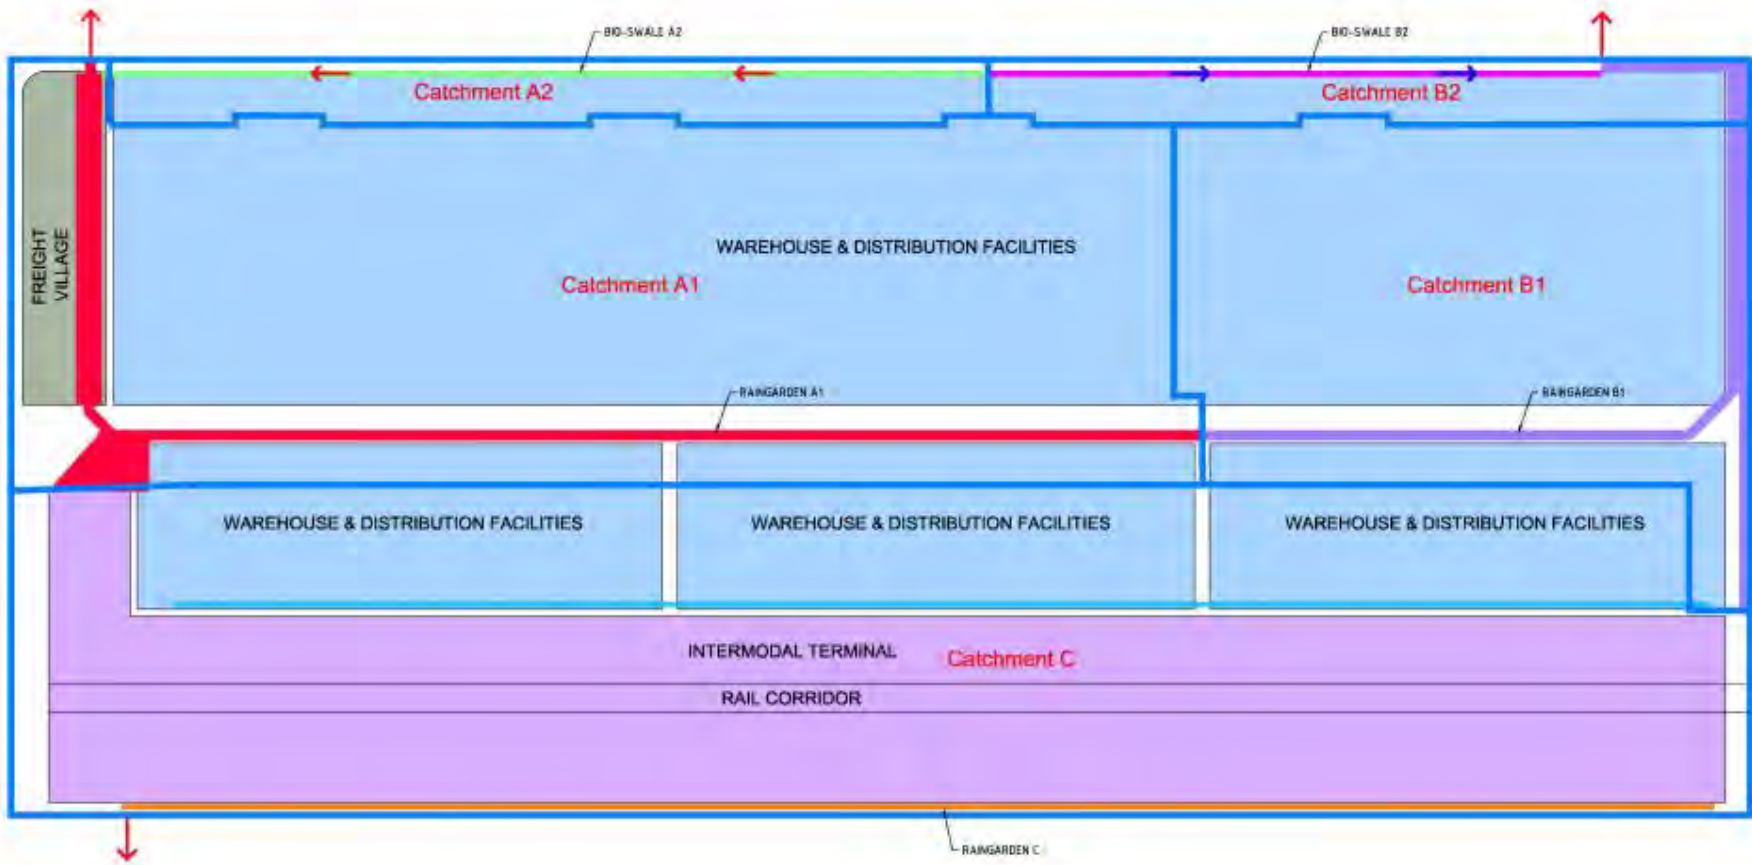 BIO-SWALE A2
BIO-SWALE B2
Catchment A2
Catchment B2
FREIGHT
VILLAGE
WAREHOUSE & DISTRIBUTION FACILITIES
Catchment A1
Catchment B1
RAINGARDEN A1
RAINGARDEN B1
WAREHOUSE & DISTRIBUTION FACILITIES
WAREHOUSE & DISTRIBUTION FACILITIES
WAREHOUSE & DISTRIBUTION FACILITIES
INTERMODAL TERMINAL
Catchment C
RAIL CORRIDOR
RAINGARDEN C